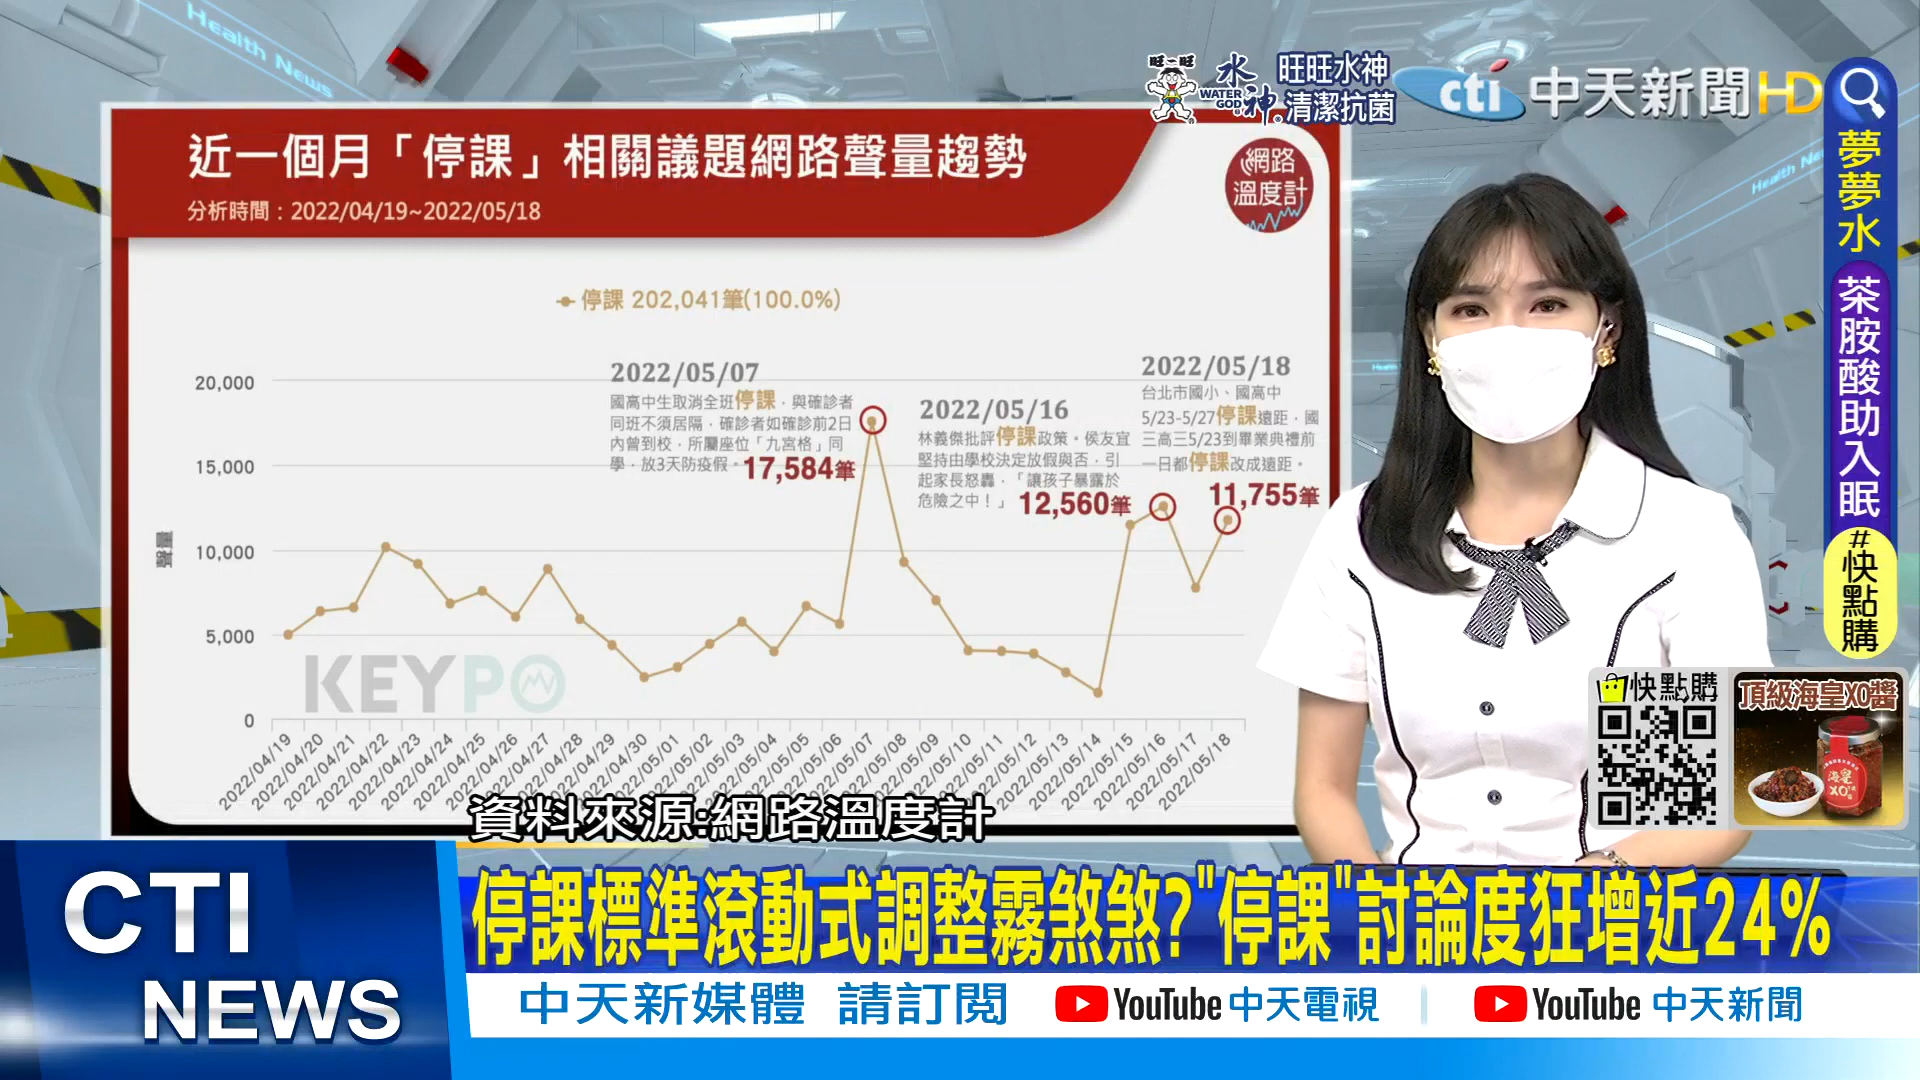 Health News
旺旺
水神
WATER GOD
旺旺水神
清潔抗菌
cti 中天新聞HD
近一個月「停課」相關議題網路聲量趨勢
分析時間：2022/04/19~2022/05/18
網路
溫度計
停課 202,041筆(100.0%)
2022/05/07
國高中生取消全班停課，與確診者
同班不須居隔，確診者如確診前2日
內曾到校，所屬座位「九宮格」同
學，放3天防疫假。17,584筆
2022/05/16
林義傑批評停課政策。侯友宜
堅持由學校決定放假與否，引
起家長怒轟，「讓孩子暴露於
危險之中！」 12,560筆
2022/05/18
台北市國小、國高中
5/23-5/27停課遠距，國
三高三5/23到畢業典禮前
一日都停課改成遠距。
11,755筆
聲量
20,000
15,000
10,000
5,000
0
KEYPO
2022/04/19
2022/04/20
2022/04/21
2022/04/22
2022/04/23
2022/04/24
2022/04/25
2022/04/26
2022/04/27
2022/04/28
2022/04/29
2022/04/30
2022/05/01
2022/05/02
2022/05/03
2022/05/04
2022/05/05
2022/05/06
2022/05/07
2022/05/08
2022/05/09
2022/05/10
2022/05/11
2022/05/12
2022/05/13
2022/05/14
2022/05/15
2022/05/16
2022/05/17
2022/05/18
資料來源:網路溫度計
夢夢水
茶胺酸助入眠
#快點購
快點購
頂級海皇XO醬
海皇
XO
CTI
NEWS
停課標準滾動式調整霧煞煞?"停課"討論度狂增近24%
中天新媒體 請訂閱 YouTube 中天電視 | YouTube 中天新聞